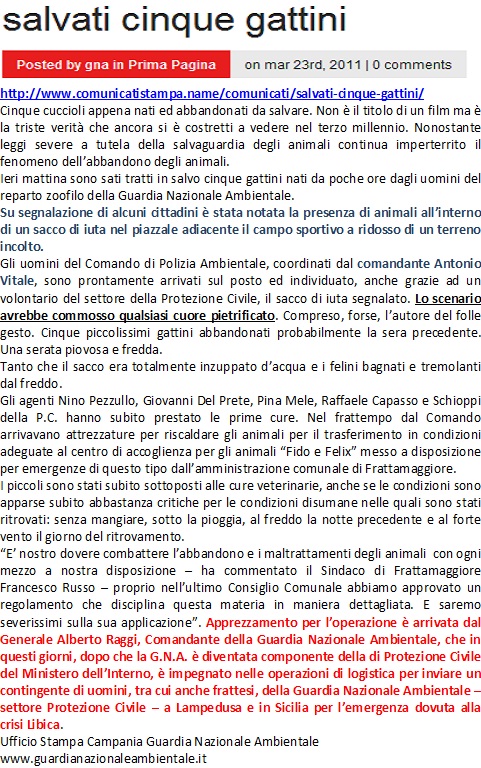 salvati cinque gattini
Posted by gna in Prima Pagina on mar 23rd, 2011 | 0 comments
http://www.comunicatistampa.name/comunicati/salvati-cinque-gattini/
Cinque cuccioli appena nati ed abbandonati da salvare. Non è il titolo di un film ma è
la triste verità che ancora si è costretti a vedere nel terzo millennio. Nonostante
leggi severe a tutela della salvaguardia degli animali continua imperterrito il
fenomeno dell’abbandono degli animali.
Ieri mattina sono sati tratti in salvo cinque gattini nati da poche ore dagli uomini del
reparto zoofilo della Guardia Nazionale Ambientale.
Su segnalazione di alcuni cittadini è stata notata la presenza di animali all’interno
di un sacco di iuta nel piazzale adiacente il campo sportivo a ridosso di un terreno
incolto.
Gli uomini del Comando di Polizia Ambientale, coordinati dal comandante Antonio
Vitale, sono prontamente arrivati sul posto ed individuato, anche grazie ad un
volontario del settore della Protezione Civile, il sacco di iuta segnalato. Lo scenario
avrebbe commosso qualsiasi cuore pietrificato. Compreso, forse, l’autore del folle
gesto. Cinque piccolissimi gattini abbandonati probabilmente la sera precedente.
Una serata piovosa e fredda.
Tanto che il sacco era totalmente inzuppato d’acqua e i felini bagnati e tremolanti
dal freddo.
Gli agenti Nino Pezzullo, Giovanni Del Prete, Pina Mele, Raffaele Capasso e Schioppi
della P.C. hanno subito prestato le prime cure. Nel frattempo dal Comando
arrivavano attrezzature per riscaldare gli animali per il trasferimento in condizioni
adeguate al centro di accoglienza per gli animali “Fido e Felix” messo a disposizione
per emergenze di questo tipo dall’amministrazione comunale di Frattamaggiore.
I piccoli sono stati subito sottoposti alle cure veterinarie, anche se le condizioni sono
apparse subito abbastanza critiche per le condizioni disumane nelle quali sono stati
ritrovati: senza mangiare, sotto la pioggia, al freddo la notte precedente e al forte
vento il giorno del ritrovamento.
“E’ nostro dovere combattere l’abbandono e i maltrattamenti degli animali con ogni
mezzo a nostra disposizione – ha commentato il Sindaco di Frattamaggiore
Francesco Russo – proprio nell’ultimo Consiglio Comunale abbiamo approvato un
regolamento che disciplina questa materia in maniera dettagliata. E saremo
severissimi sulla sua applicazione”. Apprezzamento per l’operazione è arrivata dal
Generale Alberto Raggi, Comandante della Guardia Nazionale Ambientale, che in
questi giorni, dopo che la G.N.A. è diventata componente della di Protezione Civile
del Ministero dell’Interno, è impegnato nelle operazioni di logistica per inviare un
contingente di uomini, tra cui anche frattesi, della Guardia Nazionale Ambientale –
settore Protezione Civile – a Lampedusa e in Sicilia per l’emergenza dovuta alla
crisi Libica.
Ufficio Stampa Campania Guardia Nazionale Ambientale
www.guardianazionaleambientale.it